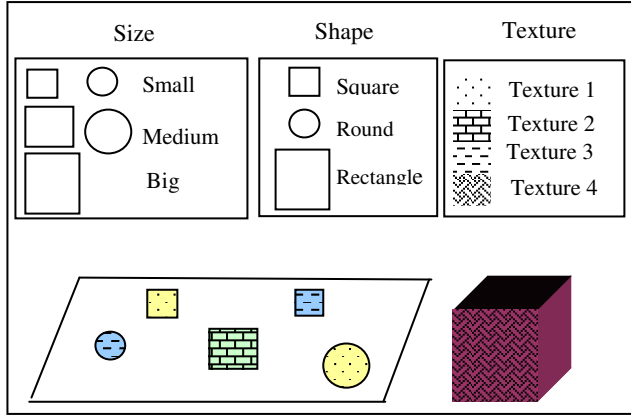 Size
Shape
Texture
Small
Medium
Big
Square
Round
Rectangle
Texture 1
Texture 2
Texture 3
Texture 4